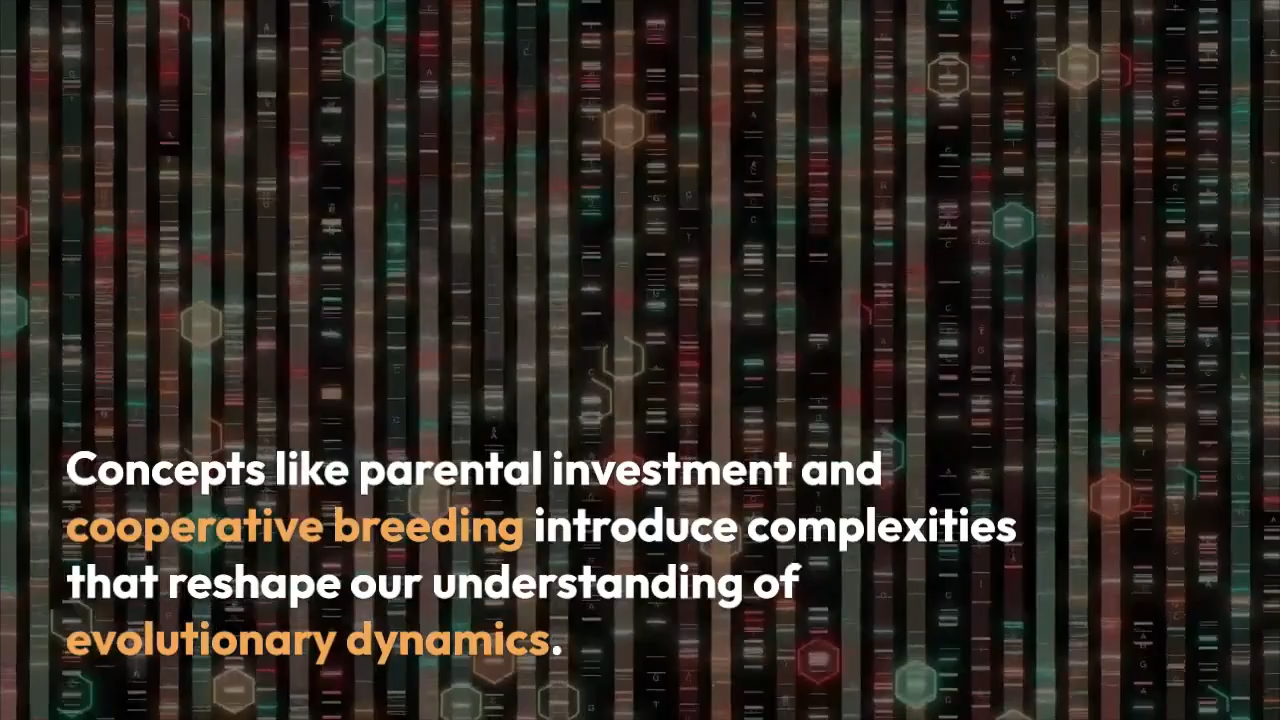 Concepts like parental investment and
cooperative breeding introduce complexities
that reshape our understanding of
evolutionary dynamics.